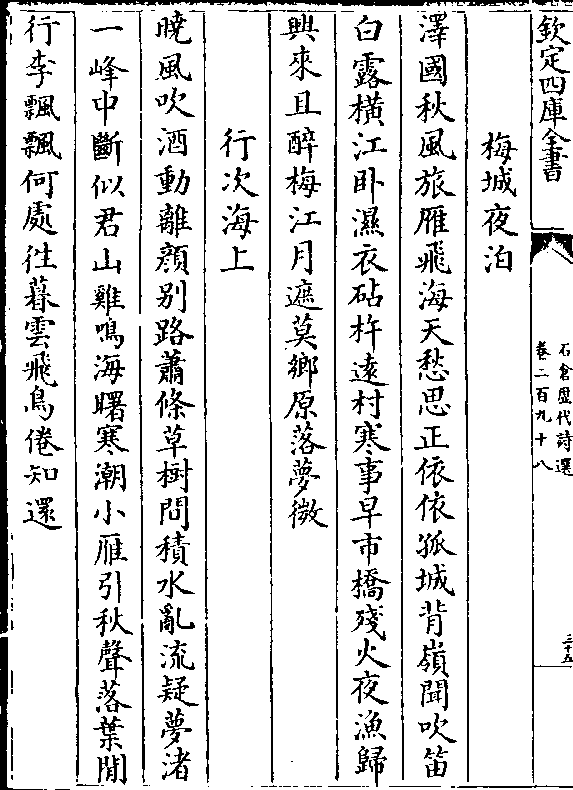 欽定四庫全書
石倉歷代詩選
卷二百九十八
三十五
梅城夜泊
澤國秋風旅雁飛海天愁思正依依孤城背嶺聞吹笛
白露橫江卧濕衣砧杵逺村寒事早市橋殘火夜漁歸
興來且醉梅江月遮莫鄉原落夢微
行次海上
曉風吹酒動離顔别路蕭條草樹間積水亂流疑夢渚
一峰中斷似君山雞鳴海曙寒潮小雁引秋聲落葉閒
行李飄飄何處往暮雲飛鳥倦知還